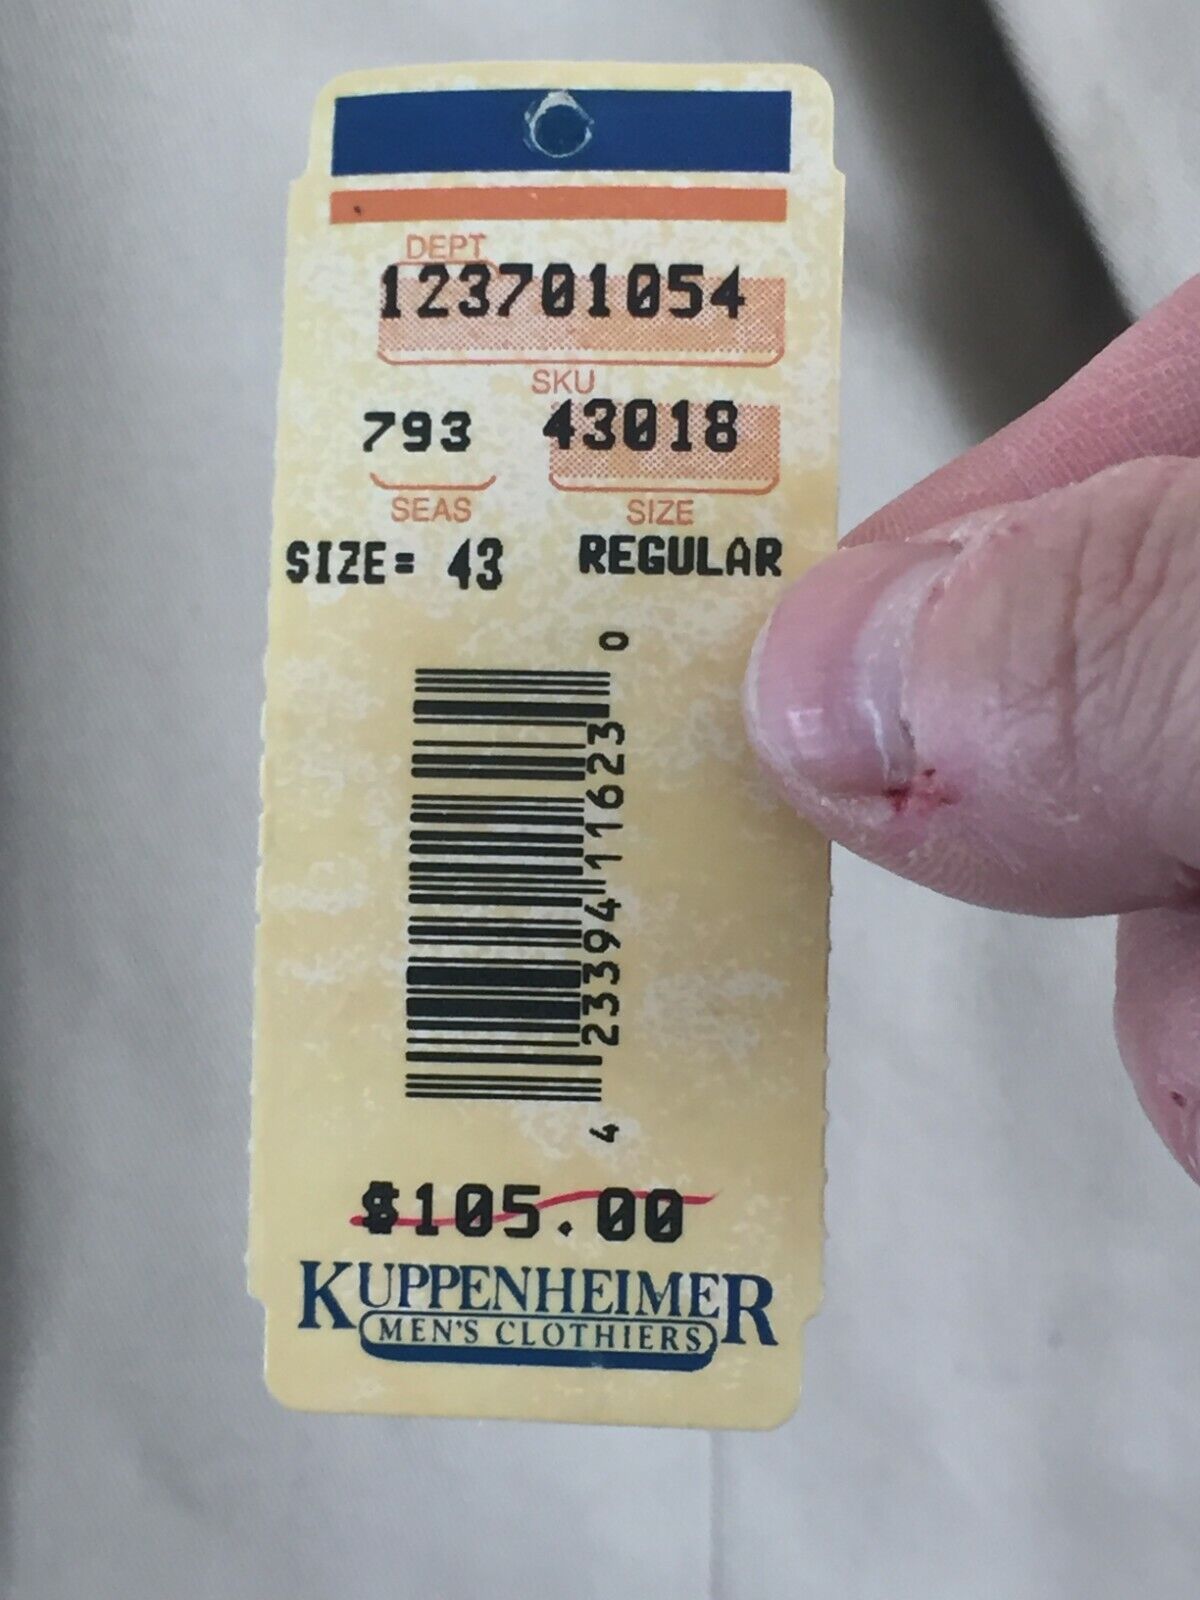 DEPT
123701054
SKU
793 43018
SEAS SIZE
SIZE= 43 REGULAR
0
23394 11623
4
$105.00
KUPPENHEIMER
MEN'S CLOTHIERS